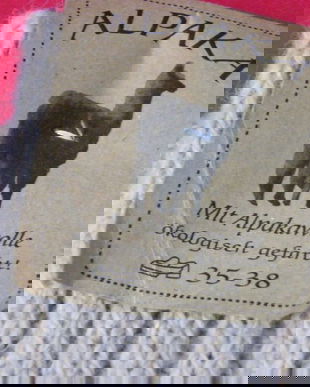 ALPAKA
Mit Alpakawolle
ökologisch gefärbt
35-38